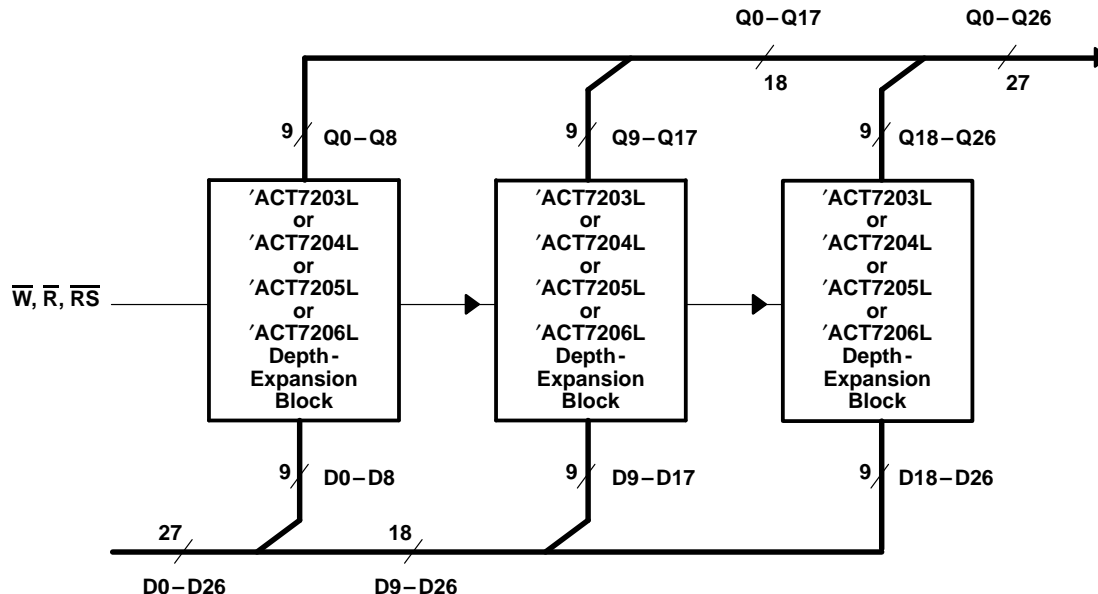 Q0–Q17 Q0–Q26
18 27
9 Q0–Q8 9 Q9–Q17 9 Q18–Q26
′ACT7203L
or
′ACT7204L
or
′ACT7205L
or
′ACT7206L
Depth-
Expansion
Block
′ACT7203L
or
′ACT7204L
or
′ACT7205L
or
′ACT7206L
Depth-
Expansion
Block
′ACT7203L
or
′ACT7204L
or
′ACT7205L
or
′ACT7206L
Depth-
Expansion
Block
W̅, R̅, R̅S̅
9 D0–D8 9 D9–D17 9 D18–D26
27 18
D0–D26 D9–D26